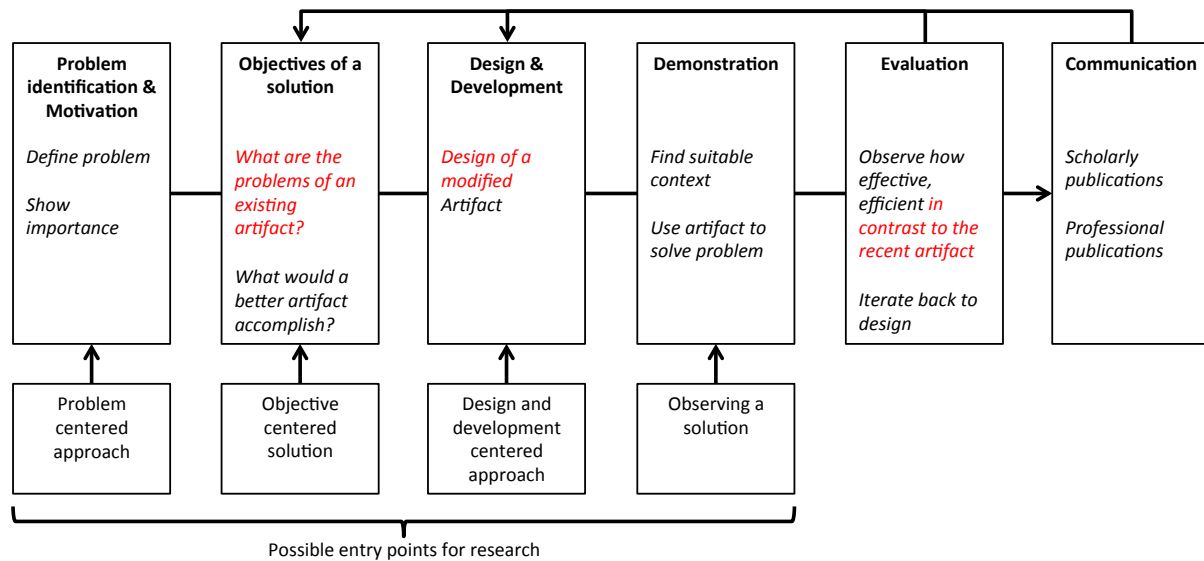 Problem
identification &
Motivation
Define problem
Show
importance
Objectives of a
solution
What are the
problems of an
existing
artifact?
What would a
better artifact
accomplish?
Design &
Development
Design of a
modified
Artifact
Demonstration
Find suitable
context
Use artifact to
solve problem
Evaluation
Observe how
effective,
efficient in
contrast to the
recent artifact
Iterate back to
design
Communication
Scholarly
publications
Professional
publications
Problem
centered
approach
Objective
centered
solution
Design and
development
centered
approach
Observing a
solution
Possible entry points for research